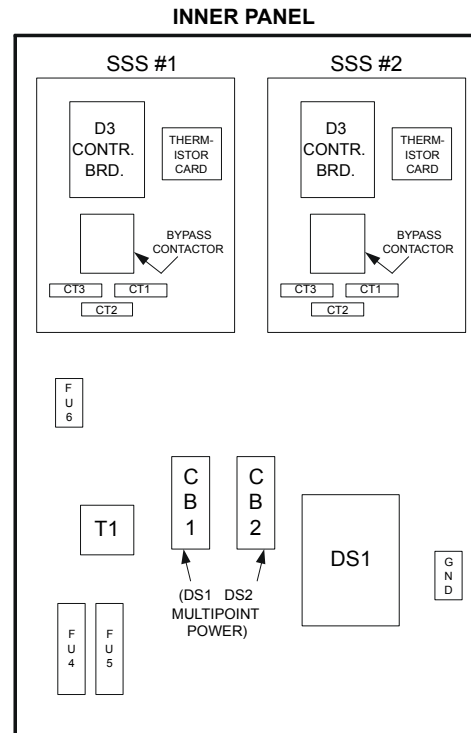 INNER PANEL
SSS #1
D3
CONTR.
BRD.
THERM-
ISTOR
CARD
BYPASS
CONTACTOR
CT3
CT1
CT2
SSS #2
D3
CONTR.
BRD.
THERM-
ISTOR
CARD
BYPASS
CONTACTOR
CT3
CT1
CT2
F
U
6
T1
C
B
1
C
B
2
(DS1 DS2
MULTIPOINT
POWER)
DS1
G
N
D
F
U
4
F
U
5